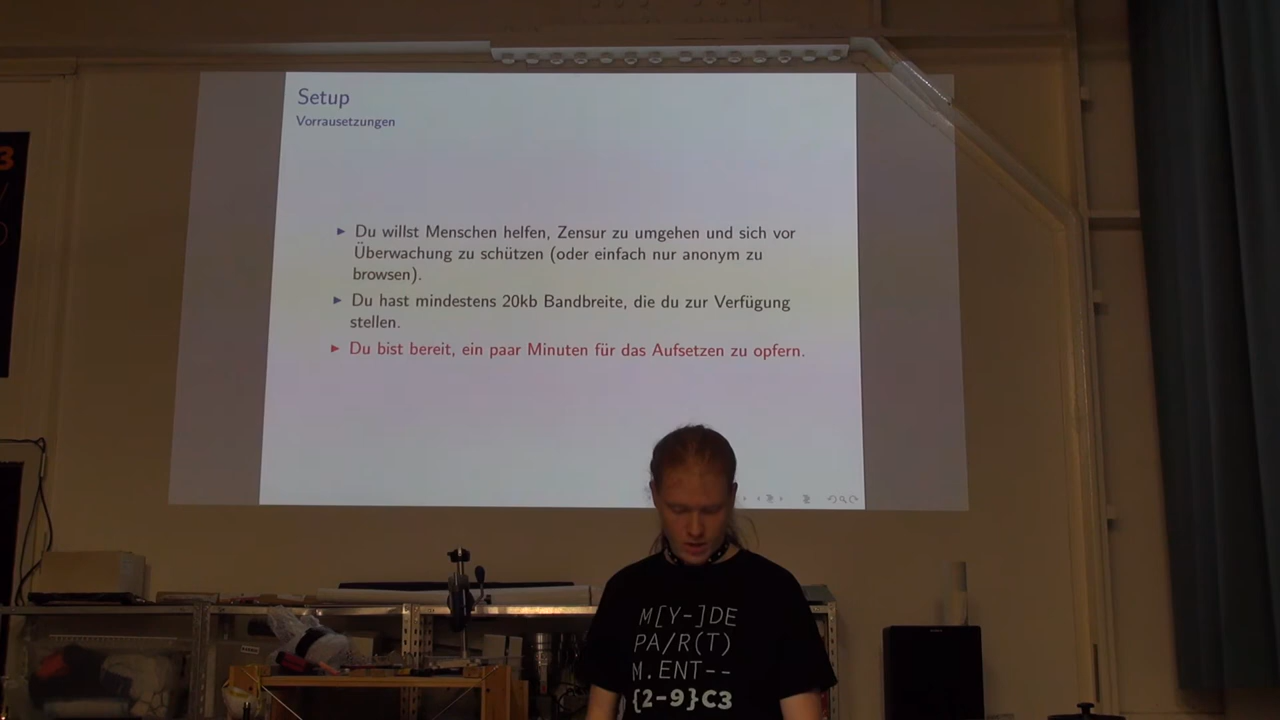 Setup
Vorrausetzungen
Du willst Menschen helfen, Zensur zu umgehen und sich vor
Überwachung zu schützen (oder einfach nur anonym zu
browsen).
Du hast mindestens 20kb Bandbreite, die du zur Verfügung
stellen.
Du bist bereit, ein paar Minuten für das Aufsetzen zu opfern.
3
M[Y-]DE
PA/R(T)
M.ENT--
{2-9}C3